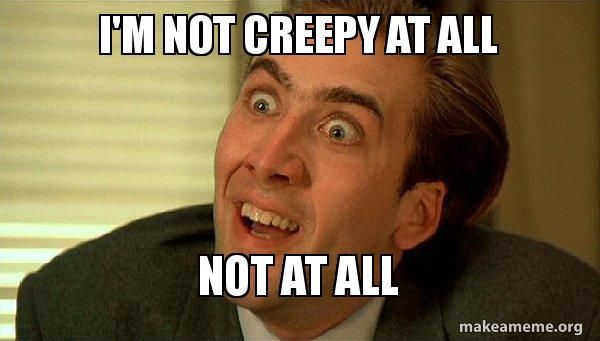 I'M NOT CREEPY AT ALL
NOT AT ALL
makeameme.org